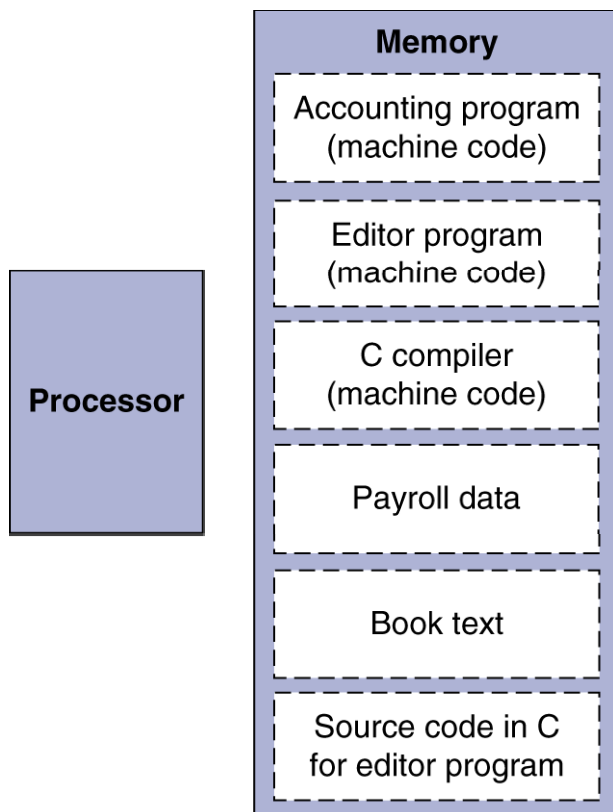 Memory
Accounting program
(machine code)
Editor program
(machine code)
C compiler
(machine code)
Processor
Payroll data
Book text
Source code in C
for editor program